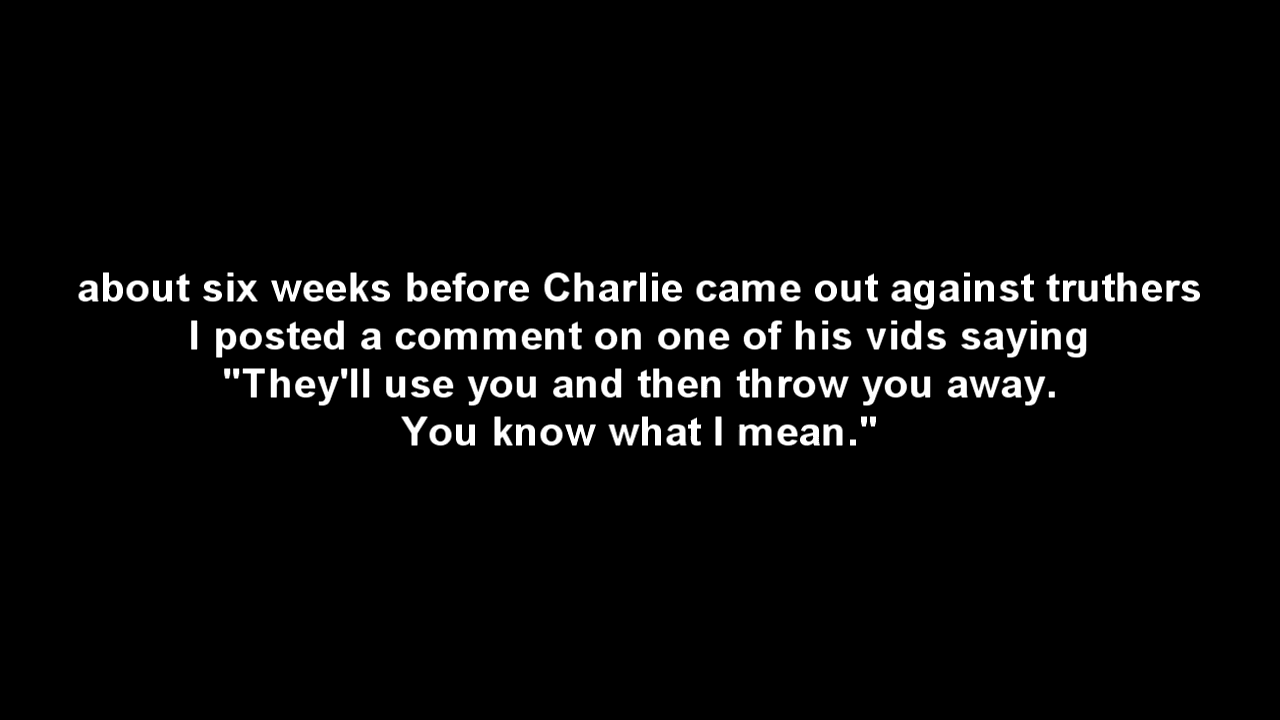 about six weeks before Charlie came out against truthers
I posted a comment on one of his vids saying
"They'll use you and then throw you away.
You know what I mean."